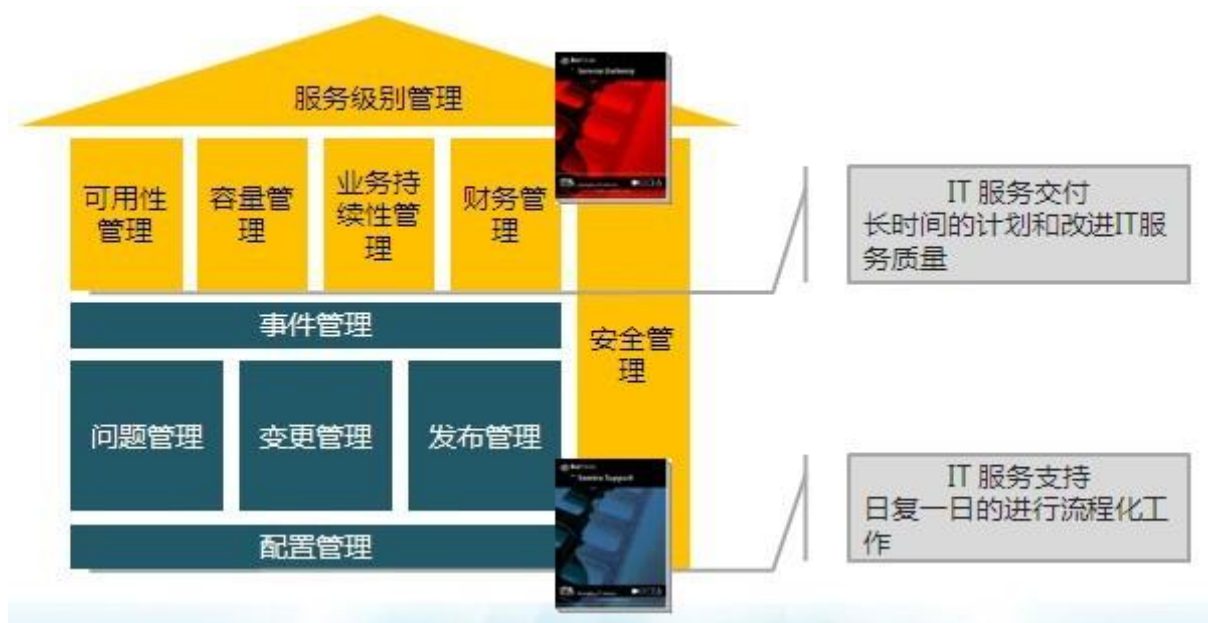 服务级别管理
Service Delivery
可用性
管理
容量管
理
业务持
续性管
理
财务管
理
IT 服务交付
长时间的计划和改进IT服
务质量
事件管理
安全管
理
问题管理
变更管理
发布管理
Service Support
IT 服务支持
日复一日的进行流程化工
作
配置管理